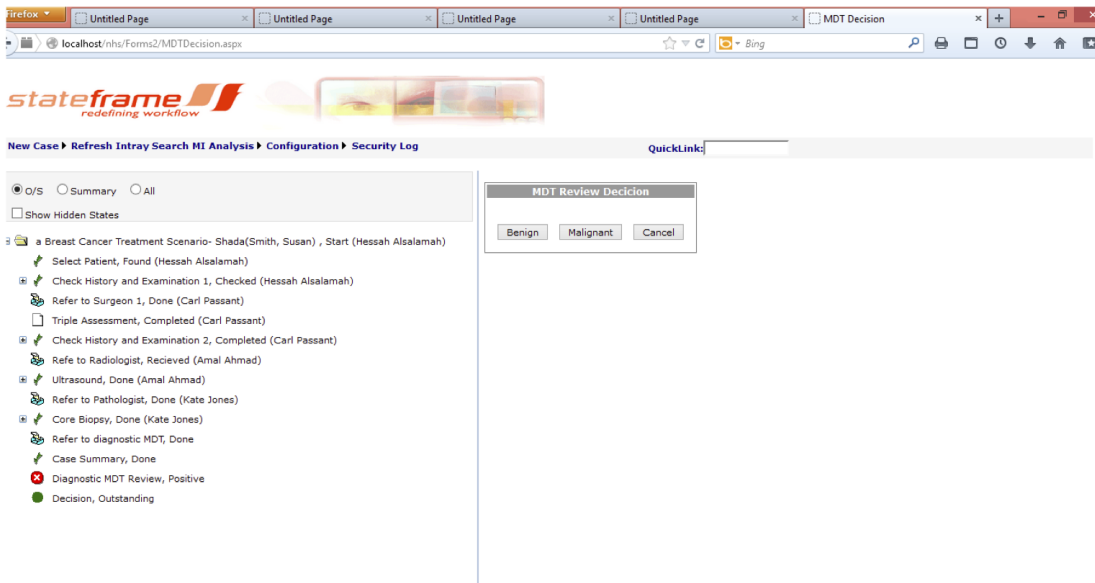 Firefox
Untitled Page
Untitled Page
Untitled Page
Untitled Page
MDT Decision
localhost/nhs/Forms2/MDTDecision.aspx
Bing
stateframe
redefining workflow
New Case Refresh Intray Search MI Analysis Configuration Security Log
QuickLink:
O/S Summary All
Show Hidden States
a Breast Cancer Treatment Scenario- Shada(Smith, Susan) , Start (Hessah Alsalamah)
Select Patient, Found (Hessah Alsalamah)
Check History and Examination 1, Checked (Hessah Alsalamah)
Refer to Surgeon 1, Done (Carl Passant)
Triple Assessment, Completed (Carl Passant)
Check History and Examination 2, Completed (Carl Passant)
Refe to Radiologist, Recieved (Amal Ahmad)
Ultrasound, Done (Amal Ahmad)
Refer to Pathologist, Done (Kate Jones)
Core Biopsy, Done (Kate Jones)
Refer to diagnostic MDT, Done
Case Summary, Done
Diagnostic MDT Review, Positive
Decision, Outstanding
MDT Review Decicion
Benign Malignant Cancel